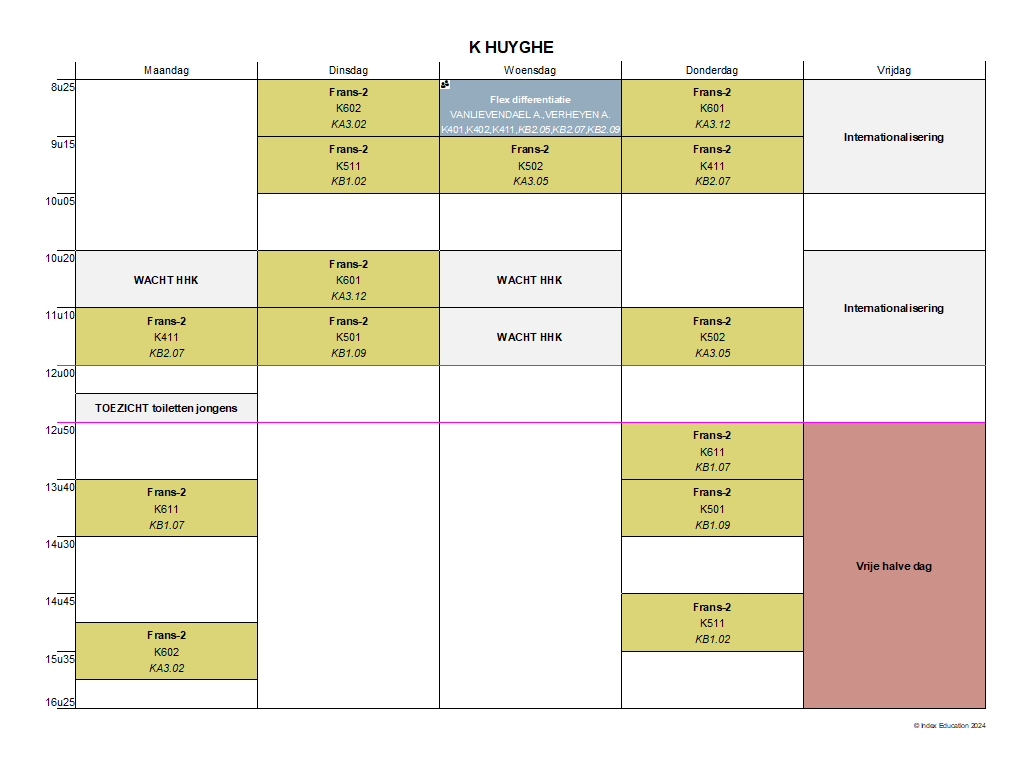 K HUYGHE
Maandag
Dinsdag
Woensdag
Donderdag
Vrijdag
8u25
9u15
10u05
10u20
11u10
12u00
12u50
13u40
14u30
14u45
15u35
16u25
WACHT HHK
Frans-2
K411
KB2.07
TOEZICHT toiletten jongens
Frans-2
K611
KB1.07
Frans-2
K602
KA3.02
Frans-2
K602
KA3.02
Frans-2
K511
KB1.02
Frans-2
K601
KA3.12
Frans-2
K501
KB1.09
Flex differentiatie
VANLIEVENDAEL A.,VERHEYEN A.
K401,K402,K411,KB2.05,KB2.07,KB2.09
Frans-2
K502
KA3.05
WACHT HHK
WACHT HHK
Frans-2
K601
KA3.12
Frans-2
K411
KB2.07
Frans-2
K502
KA3.05
Frans-2
K611
KB1.07
Frans-2
K501
KB1.09
Frans-2
K511
KB1.02
Internationalisering
Internationalisering
Vrije halve dag
© Index Education 2024